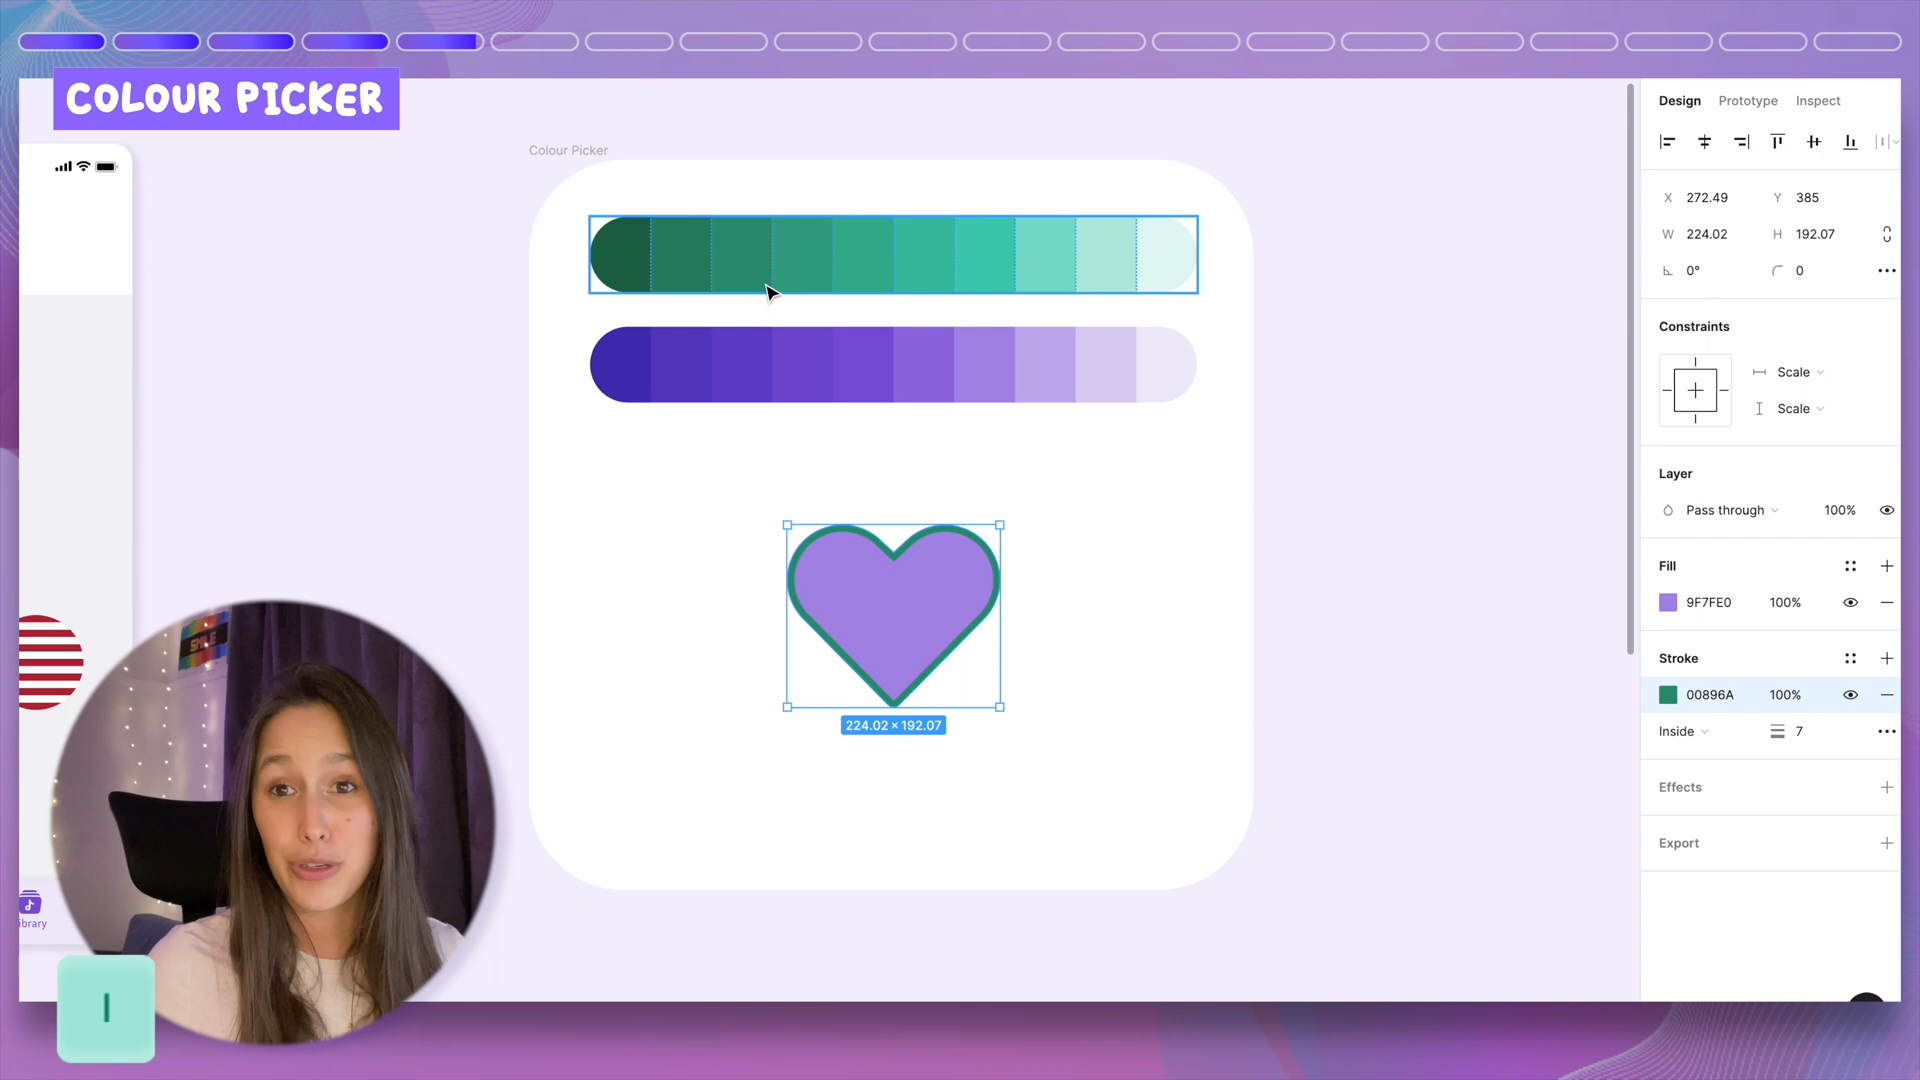 COLOUR PICKER
Colour Picker
Design Prototype Inspect
X 272.49 Y 385
W 224.02 H 192.07
0° 0
Constraints
Scale
Scale
Layer
Pass through 100%
Fill
9F7FE0 100%
Stroke
00896A 100%
Inside 7
Effects
Export
224.02 × 192.07
SMILE
ibrary
I